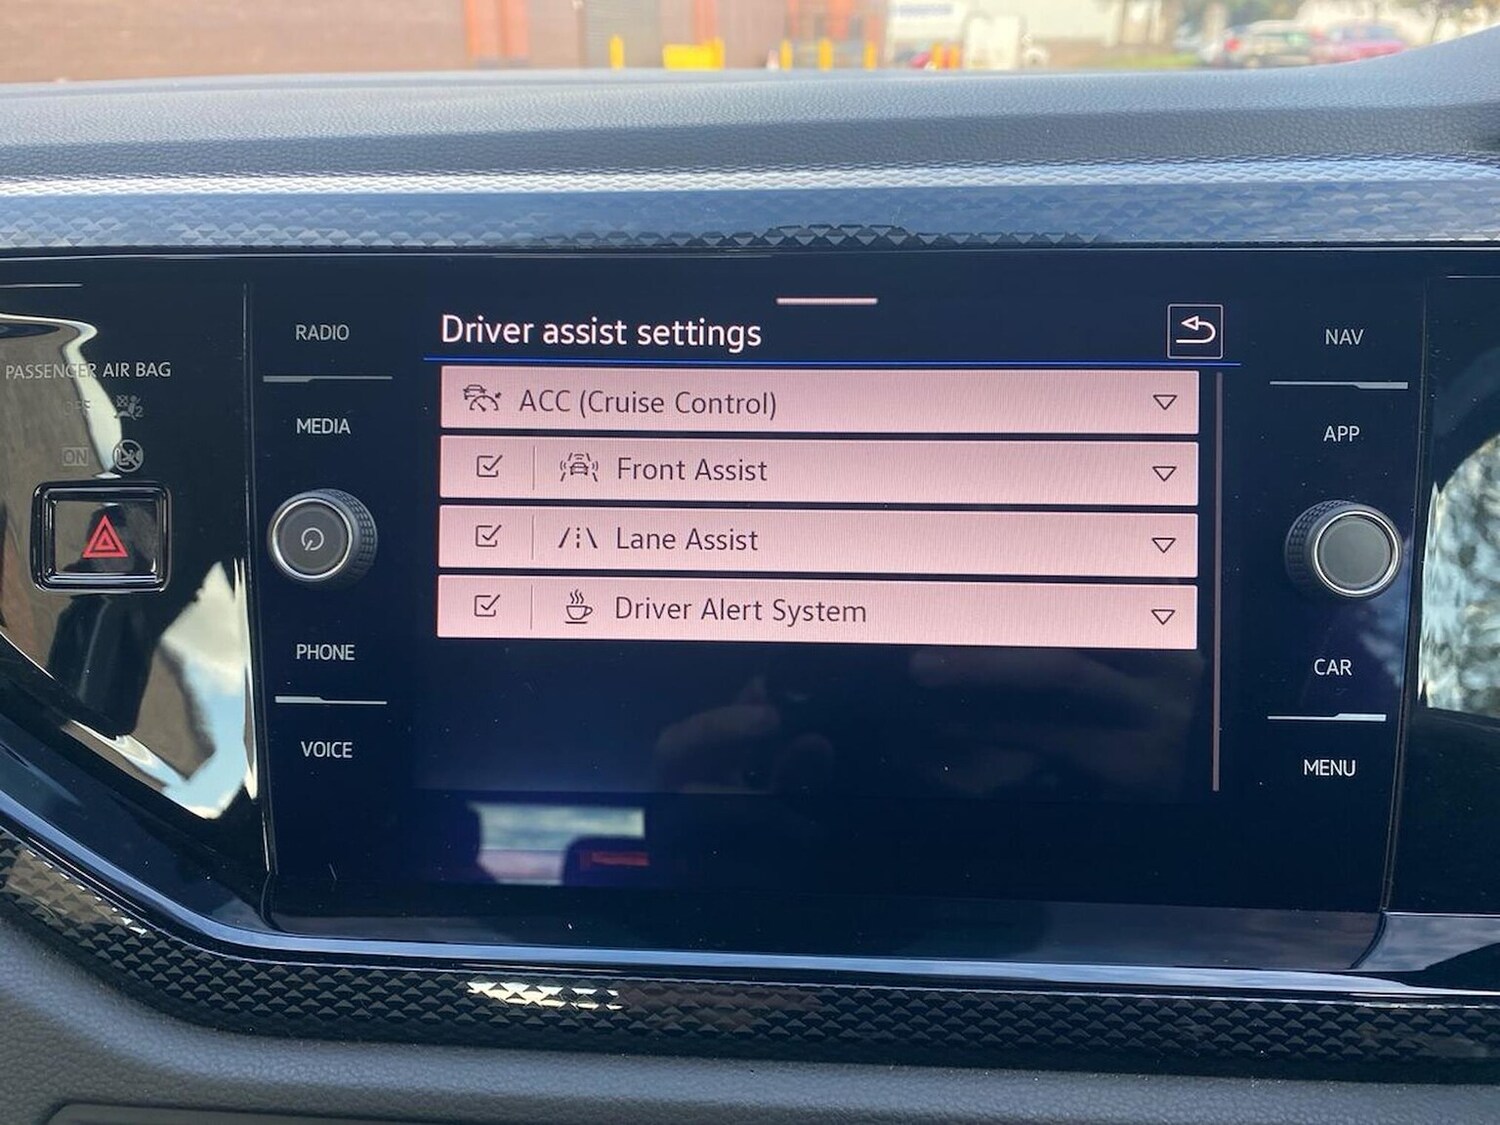 PASSENGER AIR BAG
OFF
ON
RADIO
MEDIA
PHONE
VOICE
Driver assist settings
ACC (Cruise Control)
Front Assist
Lane Assist
Driver Alert System
NAV
APP
CAR
MENU